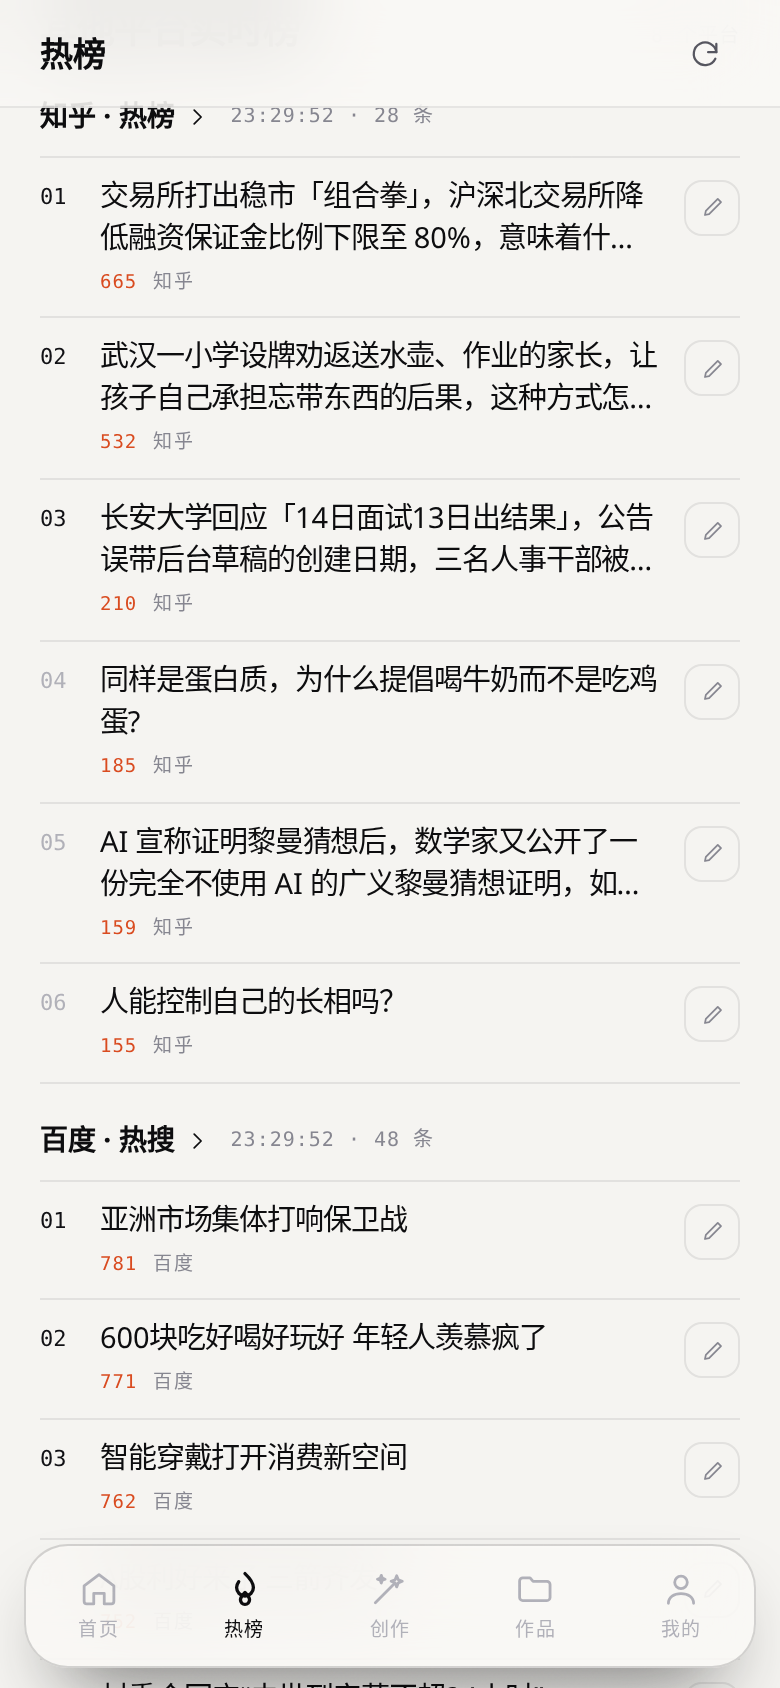 热榜
知乎 · 热榜 > 23:29:52 · 28 条
01 交易所打出稳市「组合拳」，沪深北交易所降
低融资保证金比例下限至 80%，意味着什...
665 知乎
02 武汉一小学设牌劝返送水壶、作业的家长，让
孩子自己承担忘带东西的后果，这种方式怎...
532 知乎
03 长安大学回应「14日面试13日出结果」，公告
误带后台草稿的创建日期，三名人事干部被...
210 知乎
04 同样是蛋白质，为什么提倡喝牛奶而不是吃鸡
蛋?
185 知乎
05 AI 宣称证明黎曼猜想后，数学家又公开了一
份完全不使用 AI 的广义黎曼猜想证明，如...
159 知乎
06 人能控制自己的长相吗?
155 知乎
百度 · 热搜 > 23:29:52 · 48 条
01 亚洲市场集体打响保卫战
781 百度
02 600块吃好喝好玩好 年轻人羡慕疯了
771 百度
03 智能穿戴打开消费新空间
762 百度
首页 热榜 创作 作品 我的